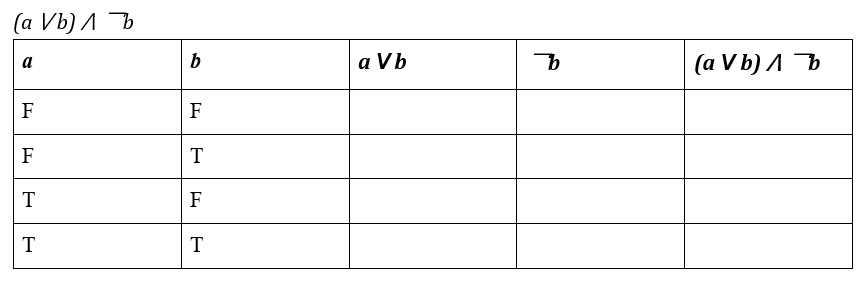 (a ∨ b) ∧ ¬b
a b a ∨ b ¬b (a ∨ b) ∧ ¬b
F F
F T
T F
T T